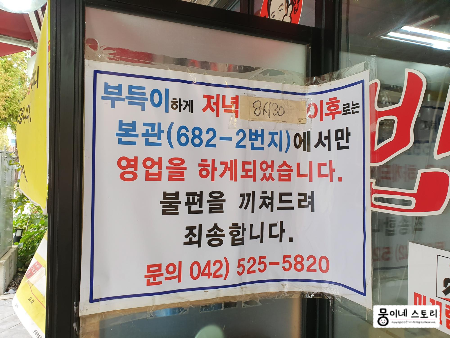 부득이하게 저녁 8시30 이후로는
본관(682-2번지)에서만
영업을 하게되었습니다.
불편을 끼쳐드려
죄송합니다.
문의 042) 525-5820
뭉이네 스토리